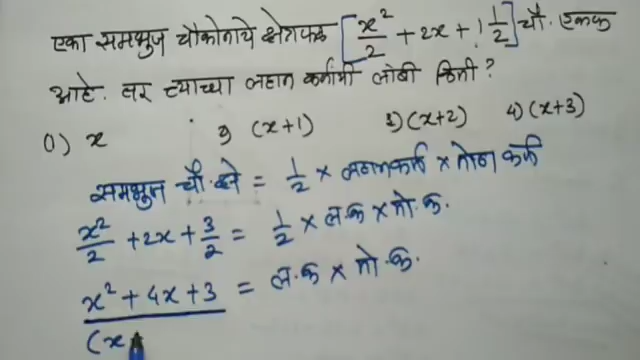 एका समभुज चौकोनाचे क्षेत्रफळ [x²/2 + 2x + 1 1/2] चौ. एकक
आहे. तर त्याच्या लहान कर्णाची लांबी किती?
1) x 2) (x+1) 3) (x+2) 4) (x+3)
समभुज चौ. क्षे = 1/2 × लहान कर्ण × मोठा कर्ण
x²/2 + 2x + 3/2 = 1/2 × ल.क × मो.क.
x² + 4x + 3 = ल.क × मो.क.
(x